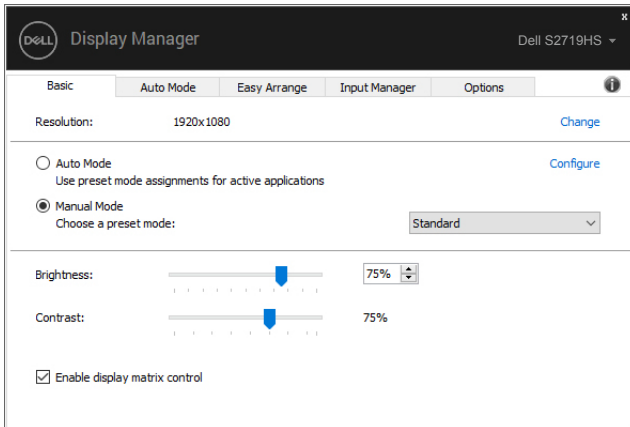 x
DELL Display Manager Dell S2719HS
Basic Auto Mode Easy Arrange Input Manager Options i
Resolution: 1920x1080 Change
Auto Mode Configure
Use preset mode assignments for active applications
Manual Mode
Choose a preset mode: Standard
Brightness: 75%
Contrast: 75%
Enable display matrix control